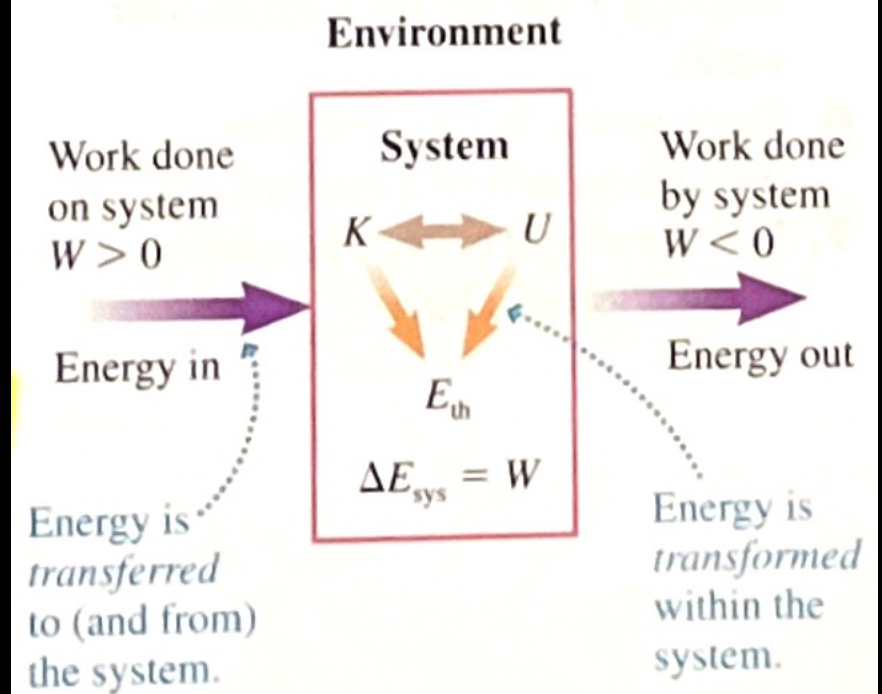 Environment
Work done
on system
W > 0
Energy in
System
K U
E_th
ΔE_sys = W
Work done
by system
W < 0
Energy out
Energy is
transferred
to (and from)
the system.
Energy is
transformed
within the
system.